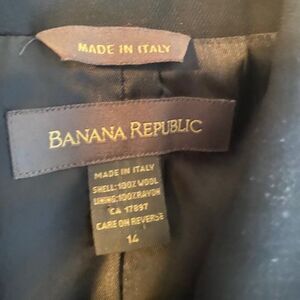 MADE IN ITALY
BANANA REPUBLIC
MADE IN ITALY
SHELL:100% WOOL
LINING:100%RAYON
CA 17897
CARE ON REVERSE
14